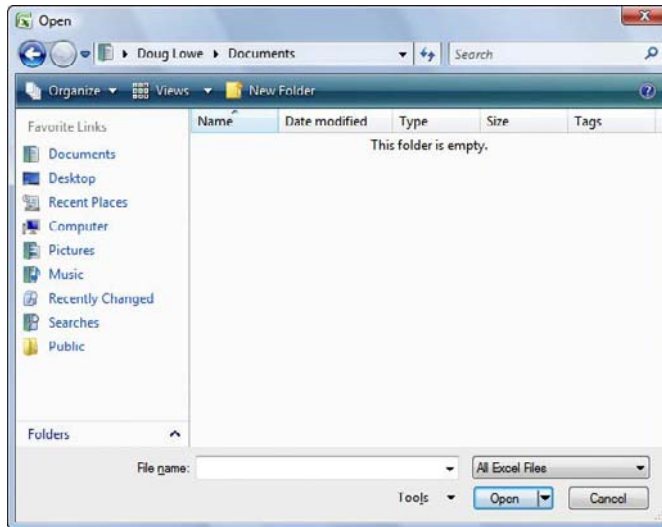 Open
Doug Lowe Documents Search
Organize Views New Folder
Favorite Links
Documents
Desktop
Recent Places
Computer
Pictures
Music
Recently Changed
Searches
Public
Folders
Name Date modified Type Size Tags
This folder is empty.
File name: All Excel Files
Tools Open Cancel